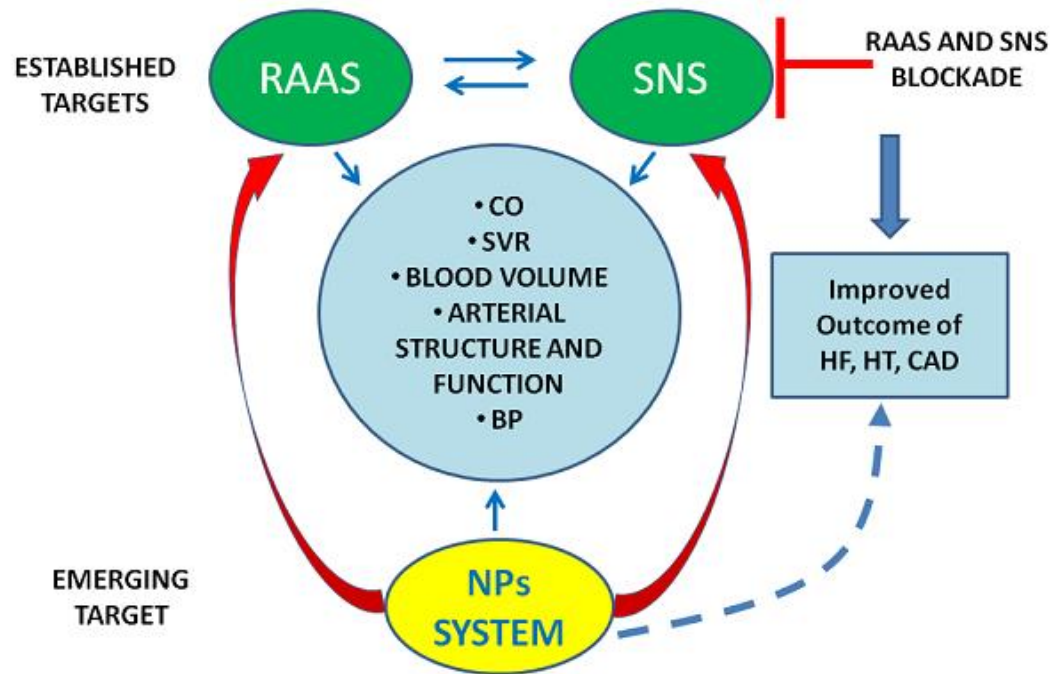 ESTABLISHED
TARGETS
RAAS
SNS
RAAS AND SNS
BLOCKADE
• CO
• SVR
• BLOOD VOLUME
• ARTERIAL
STRUCTURE AND
FUNCTION
• BP
Improved
Outcome of
HF, HT, CAD
EMERGING
TARGET
NPs
SYSTEM